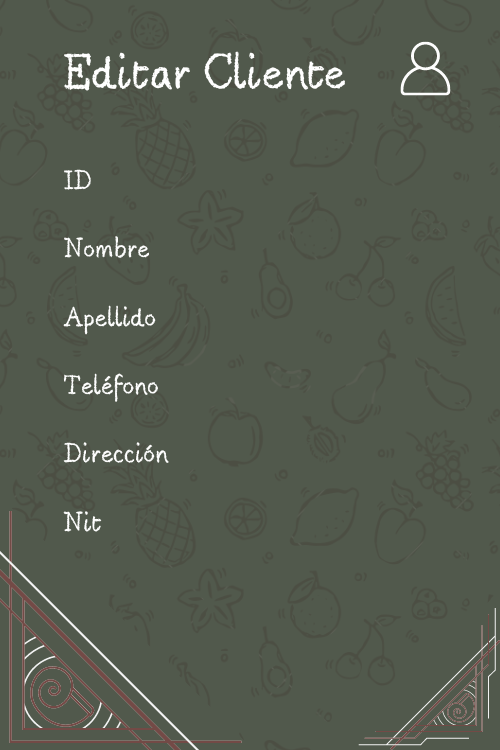 Editar Cliente
ID
Nombre
Apellido
Teléfono
Dirección
Nit